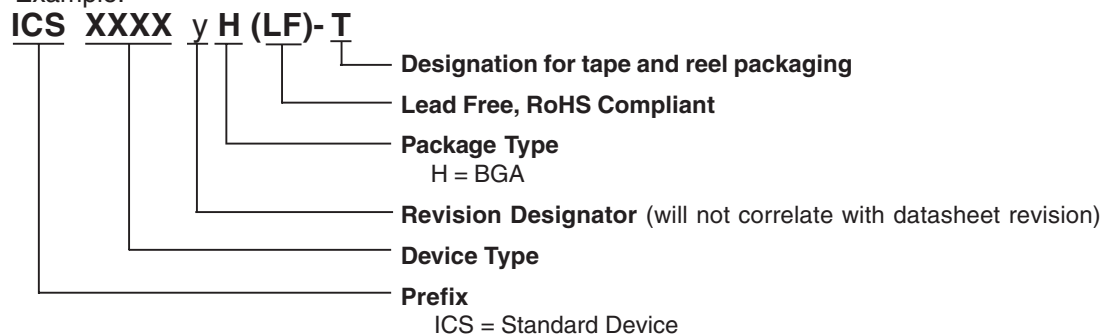 Example:
ICS XXXX y H (LF)- T
Designation for tape and reel packaging
Lead Free, RoHS Compliant
Package Type
H = BGA
Revision Designator (will not correlate with datasheet revision)
Device Type
Prefix
ICS = Standard Device